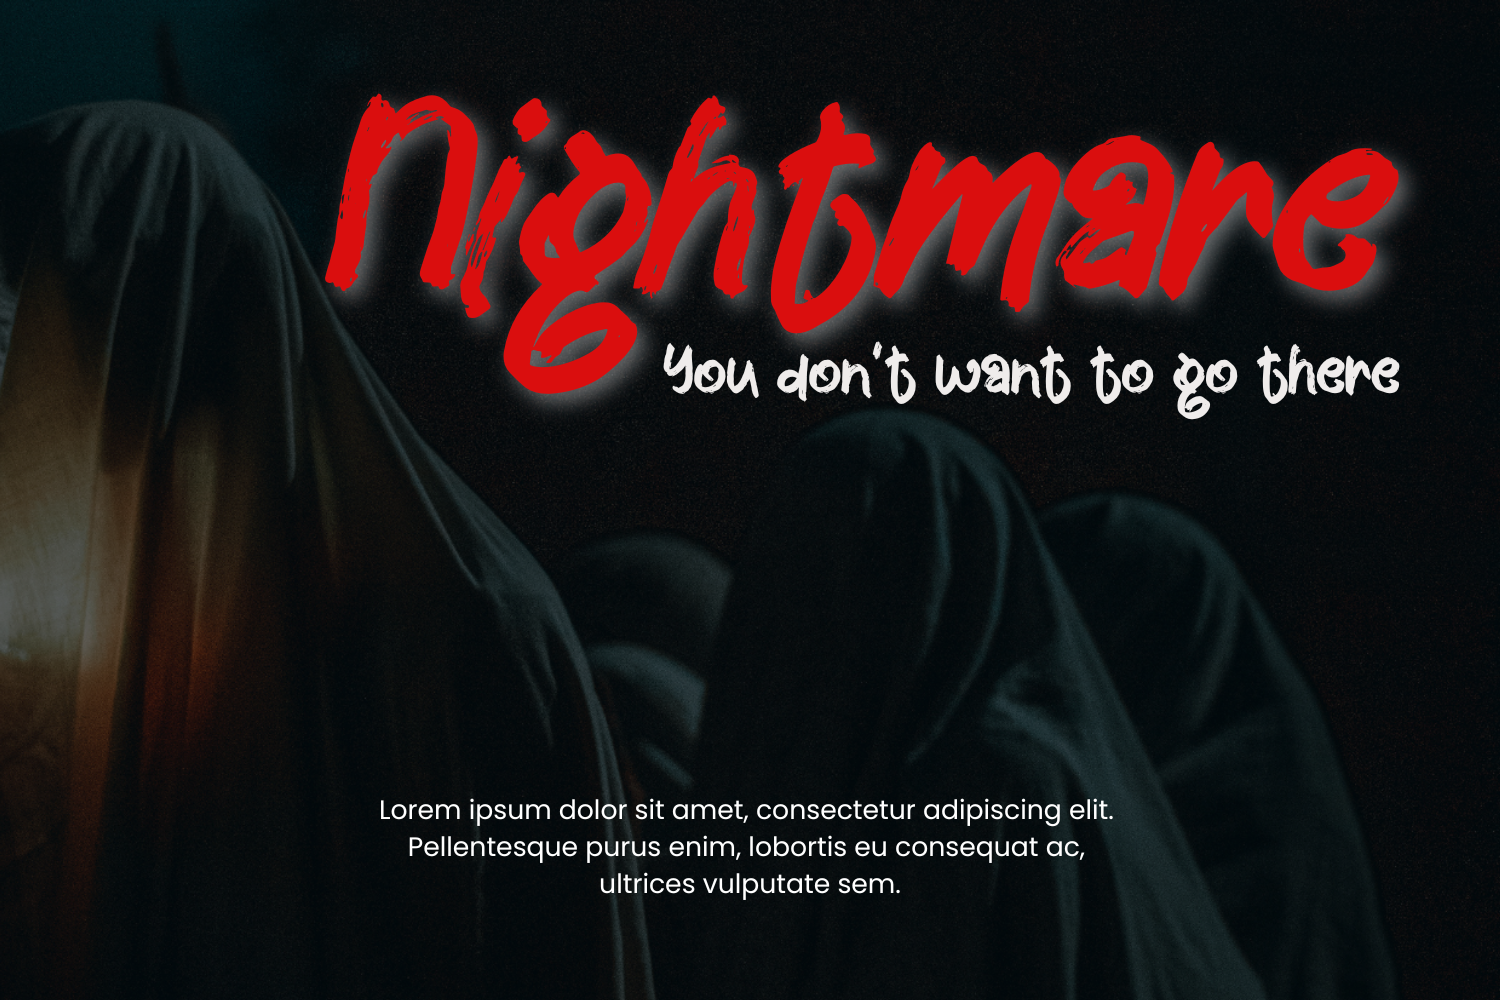 Nightmare
You don't want to go there
Lorem ipsum dolor sit amet, consectetur adipiscing elit.
Pellentesque purus enim, lobortis eu consequat ac,
ultrices vulputate sem.